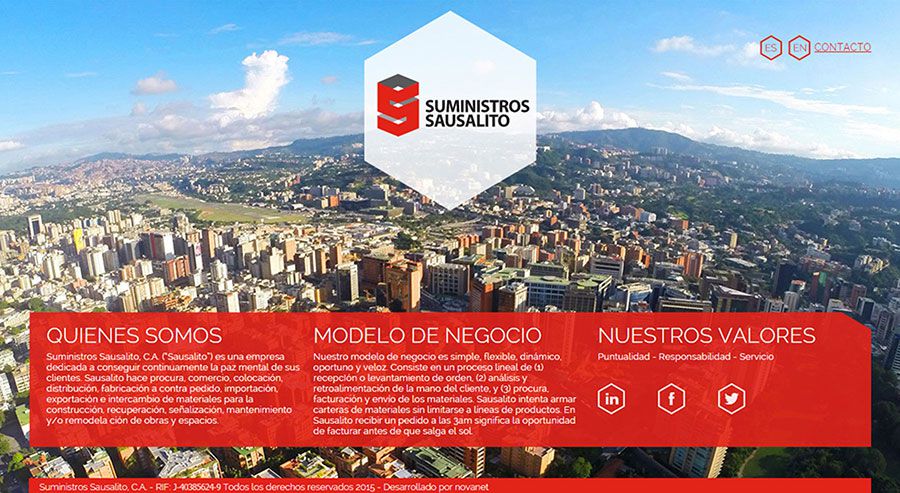 SUMINISTROS
SAUSALITO
ES
EN
CONTACTO
QUIENES SOMOS
Suministros Sausalito, C.A. ("Sausalito") es una empresa
dedicada a conseguir continuamente la paz mental de sus
clientes. Sausalito hace procura, comercio, colocación,
distribución, fabricación a contra pedido, importación,
exportación e intercambio de materiales para la
construcción, recuperación, señalización, mantenimiento
y/o remodela ción de obras y espacios.
MODELO DE NEGOCIO
Nuestro modelo de negocio es simple, flexible, dinámico,
oportuno y veloz. Consiste en un proceso lineal de (1)
recepción o levantamiento de orden, (2) análisis y
retroalimentación de la mano del cliente, y (3) procura,
facturación y envío de los materiales. Sausalito intenta armar
carteras de materiales sin limitarse a líneas de productos. En
Sausalito recibir un pedido a las 3am significa la oportunidad
de facturar antes de que salga el sol.
NUESTROS VALORES
Puntualidad - Responsabilidad - Servicio
in
f
Suministros Sausalito, C.A. - RIF: J-40385624-9 Todos los derechos reservados 2015 - Desarrollado por novanet